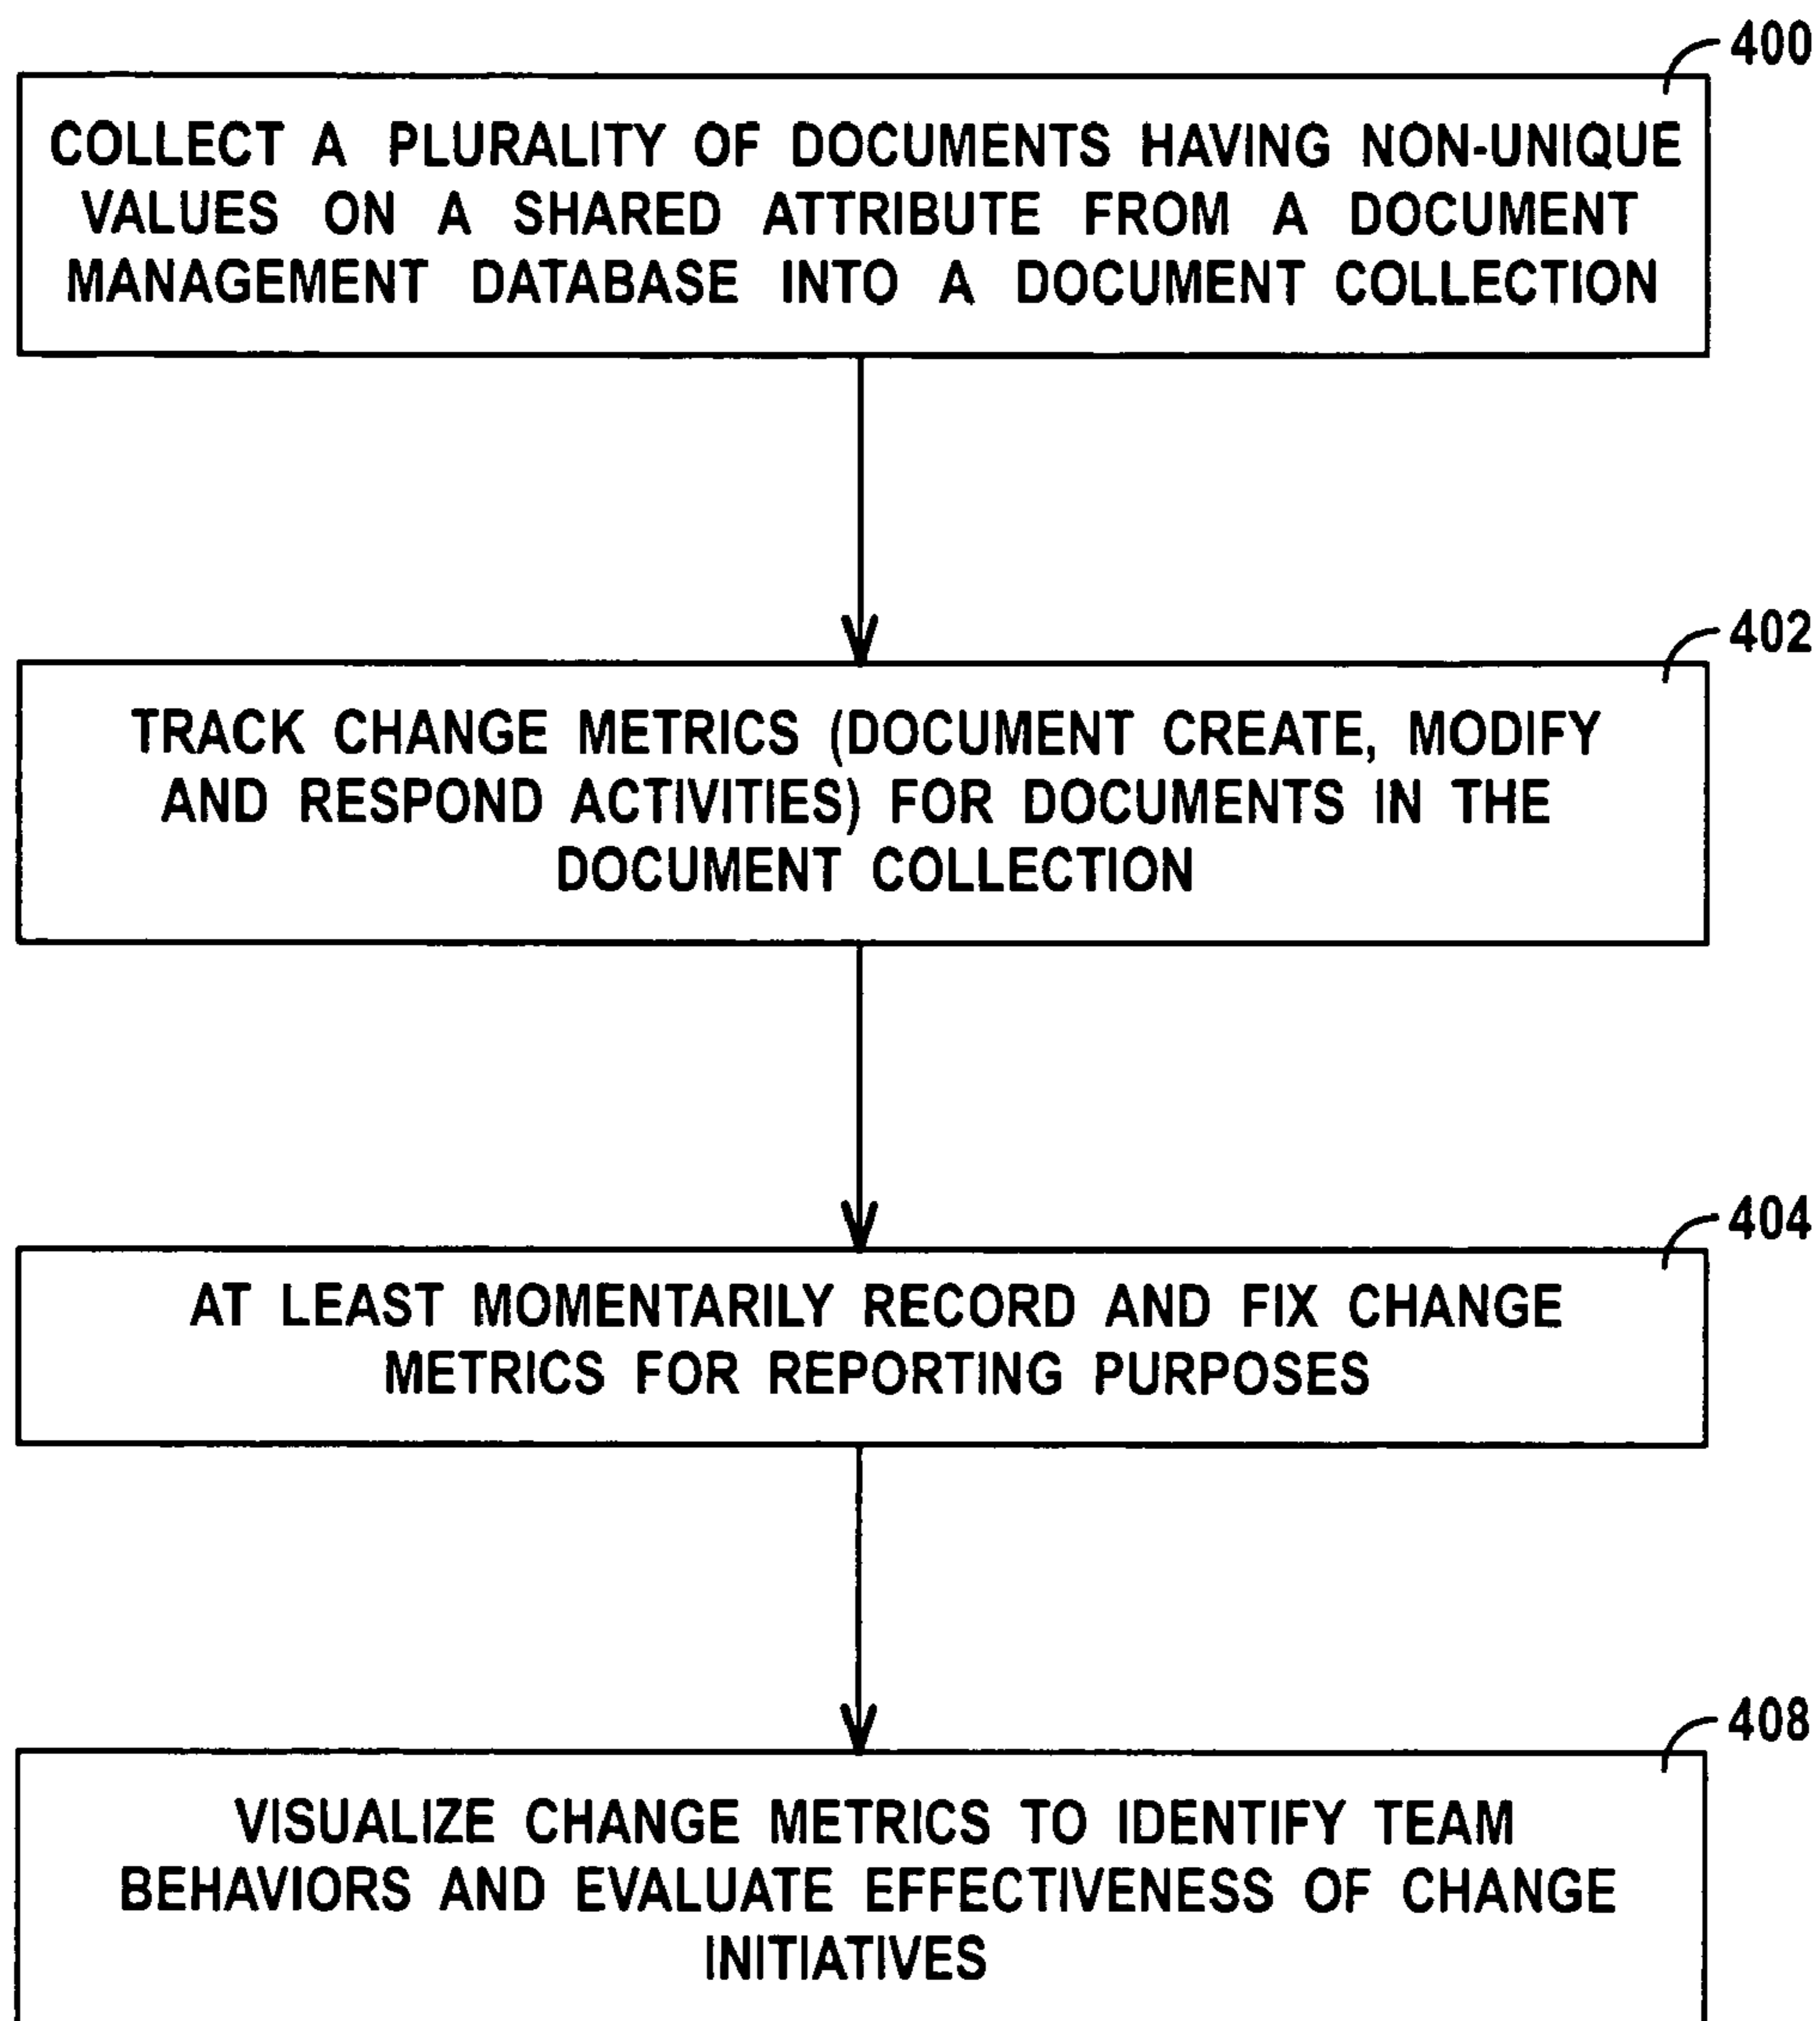 400
COLLECT A PLURALITY OF DOCUMENTS HAVING NON-UNIQUE
VALUES ON A SHARED ATTRIBUTE FROM A DOCUMENT
MANAGEMENT DATABASE INTO A DOCUMENT COLLECTION
402
TRACK CHANGE METRICS (DOCUMENT CREATE, MODIFY
AND RESPOND ACTIVITIES) FOR DOCUMENTS IN THE
DOCUMENT COLLECTION
404
AT LEAST MOMENTARILY RECORD AND FIX CHANGE
METRICS FOR REPORTING PURPOSES
408
VISUALIZE CHANGE METRICS TO IDENTIFY TEAM
BEHAVIORS AND EVALUATE EFFECTIVENESS OF CHANGE
INITIATIVES